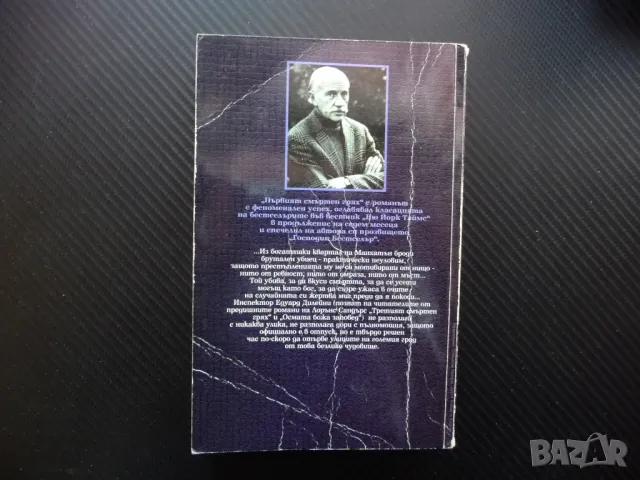 „Първият смъртен грях“ е романът
с феноменален успех, оглавявал класацията
на бестселърите във вестник „Ню Йорк Таймс“
в продължение на седем месеца
и спечелил на автора си прозвището
„Господин Бестселър“.
...Из богаташки квартал на Манхатън броди
брутален убиец - практически неуловим,
защото престъпленията му не са мотивирани от нищо -
нито от ревност, нито от омраза, нито от мъст...
Той убива, за да вкуси смъртта, за да се усети
могъщ като бог, за да съзре ужаса в очите
на случайната си жертва миг преди да я покоси...
Инспектор Едуард Дилейни (познат на читателите от
предишните романи на Лорънс Сандърс „Третият смъртен
грях“ и „Осмата божа заповед“) не разполага
с никаква улика, не разполага дори с пълномощия, защото
официално е в отпуск, но е твърдо решен
час по-скоро да отърве улиците на големия град
от това безлико чудовище.
BAZAR
.bg